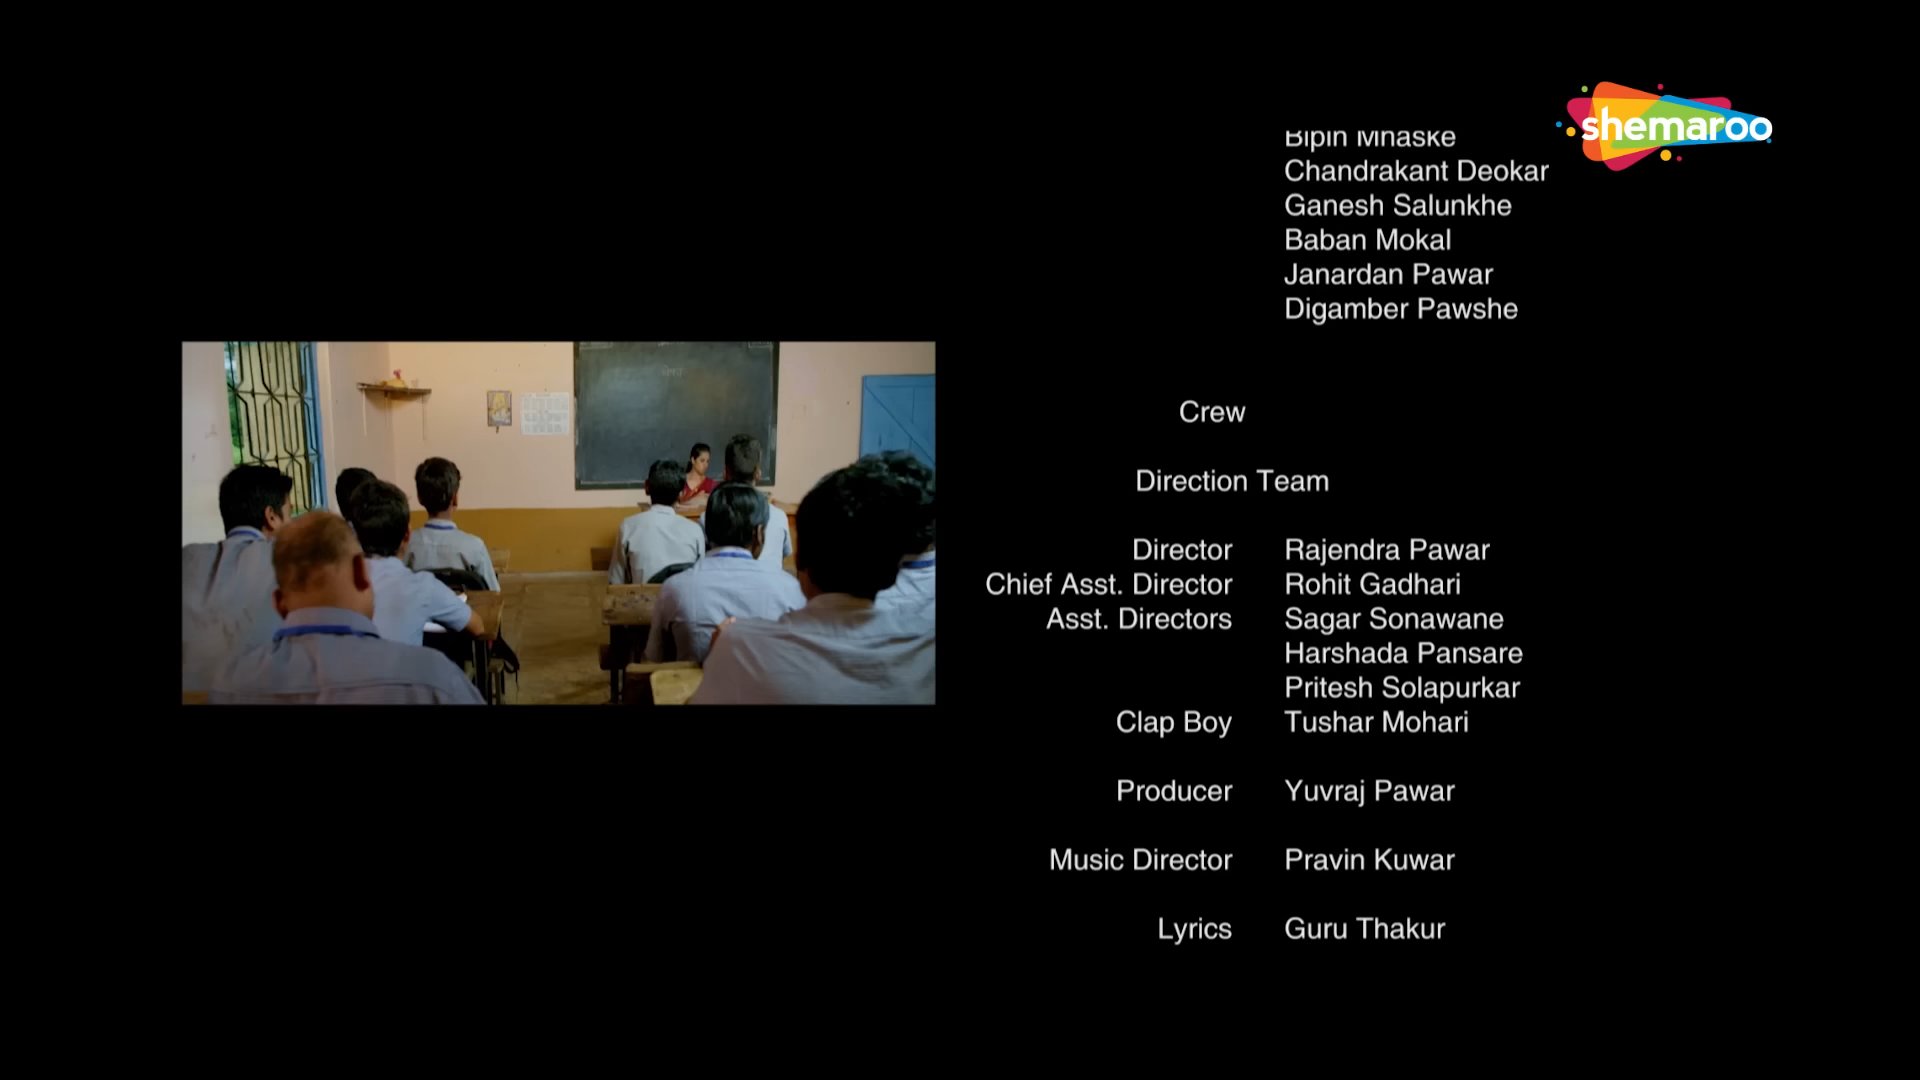 shemaroo
Bipin Mhaske
Chandrakant Deokar
Ganesh Salunkhe
Baban Mokal
Janardan Pawar
Digamber Pawshe
Crew
Direction Team
Director Rajendra Pawar
Chief Asst. Director Rohit Gadhari
Asst. Directors Sagar Sonawane
Harshada Pansare
Pritesh Solapurkar
Clap Boy Tushar Mohari
Producer Yuvraj Pawar
Music Director Pravin Kuwar
Lyrics Guru Thakur